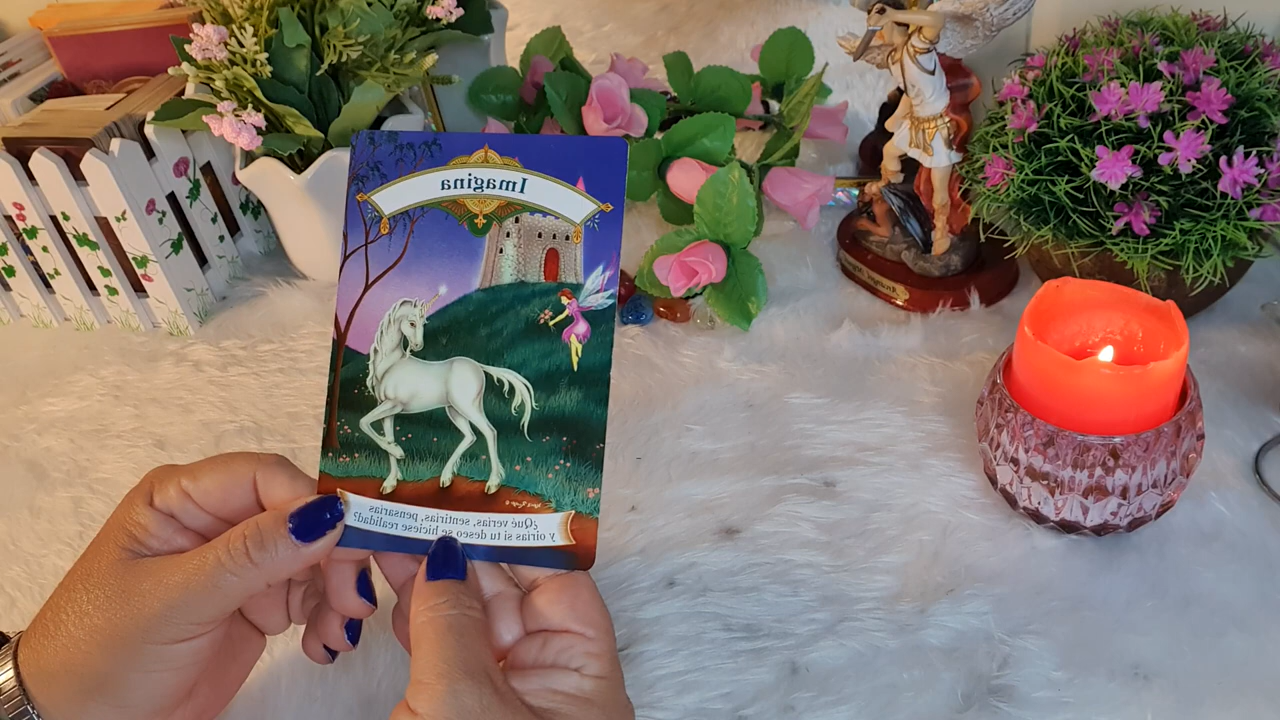 Imagina
¿Qué verías, sentirías, pensarías
y oirías si tu deseo se hiciese realidad?